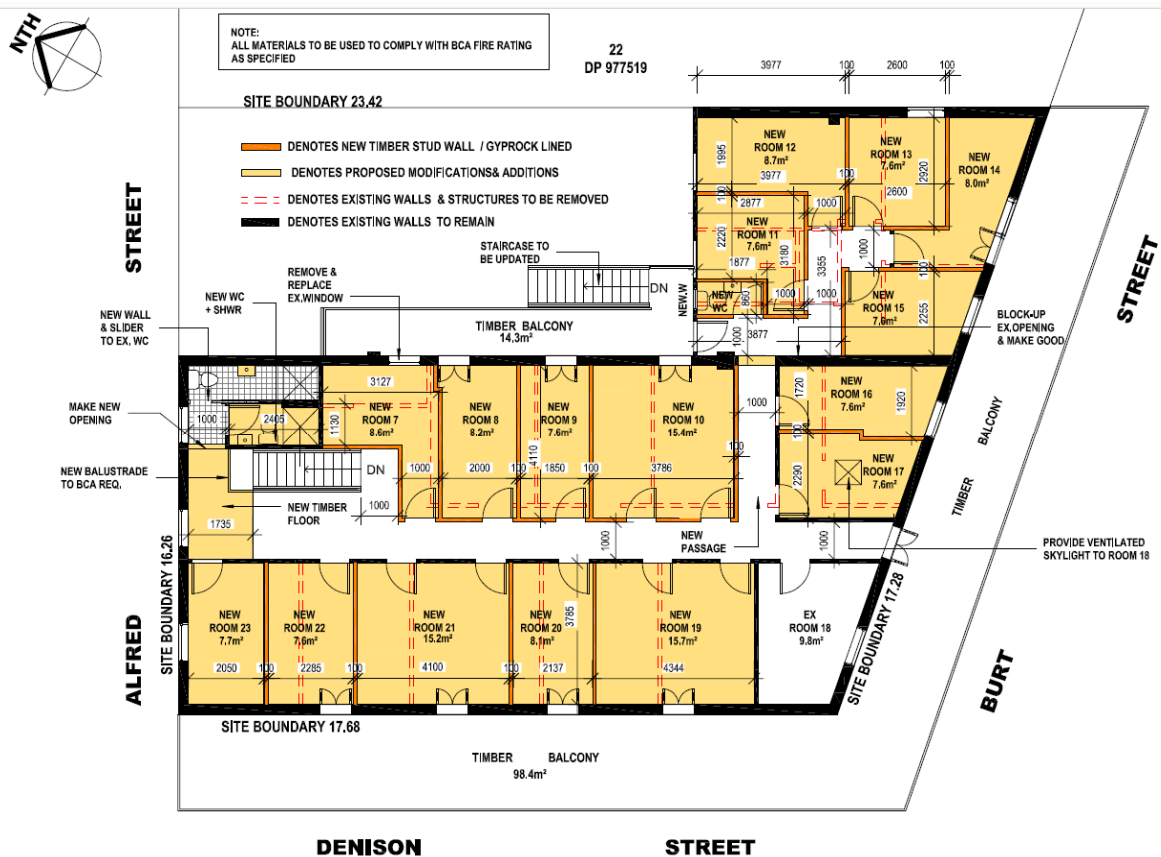 NTH
NOTE:
ALL MATERIALS TO BE USED TO COMPLY WITH BCA FIRE RATING
AS SPECIFIED
22
DP 977519
SITE BOUNDARY 23.42
3977
100
2600
100
DENOTES NEW TIMBER STUD WALL / GYPROCK LINED
DENOTES PROPOSED MODIFICATIONS& ADDITIONS
DENOTES EXISTING WALLS & STRUCTURES TO BE REMOVED
DENOTES EXISTING WALLS TO REMAIN
STREET
STAIRCASE TO
BE UPDATED
REMOVE &
REPLACE
EX.WINDOW
NEW WC
+ SHWR
NEW WALL
& SLIDER
TO EX. WC
MAKE NEW
OPENING
NEW BALUSTRADE
TO BCA REQ.
DN
NEW.W
TIMBER BALCONY
14.3m²
NEW
ROOM 12
8.7m²
3977
1995
100
100
NEW
ROOM 13
7.6m²
2920
2600
NEW
ROOM 14
8.0m²
2877
1000
NEW
ROOM 11
7.6m²
2220
3180
1877
3355
1000
100
NEW
WC
860
1000
1000
3877
1000
NEW
ROOM 15
7.6m²
2255
BLOCK-UP
EX.OPENING
& MAKE GOOD
STREET
3127
1000
2405
1130
NEW
ROOM 7
8.6m²
NEW
ROOM 8
8.2m²
NEW
ROOM 9
7.6m²
NEW
ROOM 10
15.4m²
1000
2000
100
4110
1850
100
3786
100
1000
1720
NEW
ROOM 16
7.6m²
1920
100
2290
NEW
ROOM 17
7.6m²
TIMBER BALCONY
DN
1000
NEW TIMBER
FLOOR
1735
1000
NEW
PASSAGE
1000
PROVIDE VENTILATED
SKYLIGHT TO ROOM 18
SITE BOUNDARY 16.26
ALFRED
NEW
ROOM 23
7.7m²
2050
100
NEW
ROOM 22
7.6m²
2285
100
NEW
ROOM 21
15.2m²
4100
100
NEW
ROOM 20
8.1m²
2137
3785
NEW
ROOM 19
15.7m²
4344
EX
ROOM 18
9.8m²
SITE BOUNDARY 17.28
BURT
SITE BOUNDARY 17.68
TIMBER BALCONY
98.4m²
DENISON STREET